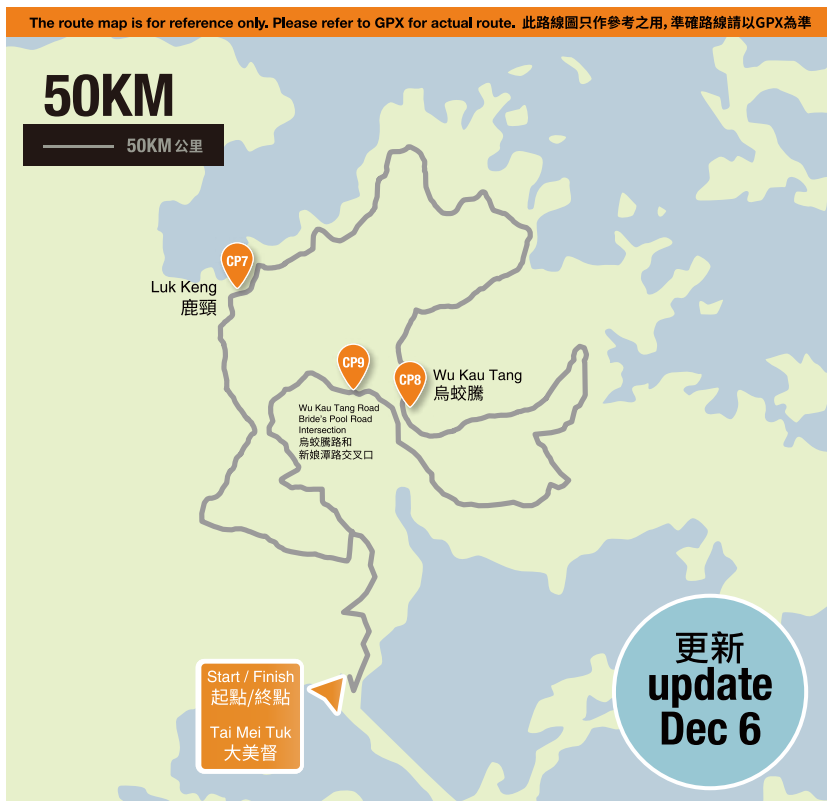 The route map is for reference only. Please refer to GPX for actual route. 此路線圖只作參考之用，準確路線請以GPX為準
50KM
50KM 公里
CP7
Luk Keng
鹿頸
CP9
Wu Kau Tang Road
Bride's Pool Road
Intersection
烏蛟騰路和
新娘潭路交叉口
CP8
Wu Kau Tang
烏蛟騰
Start / Finish
起點/終點
Tai Mei Tuk
大美督
更新
update
Dec 6